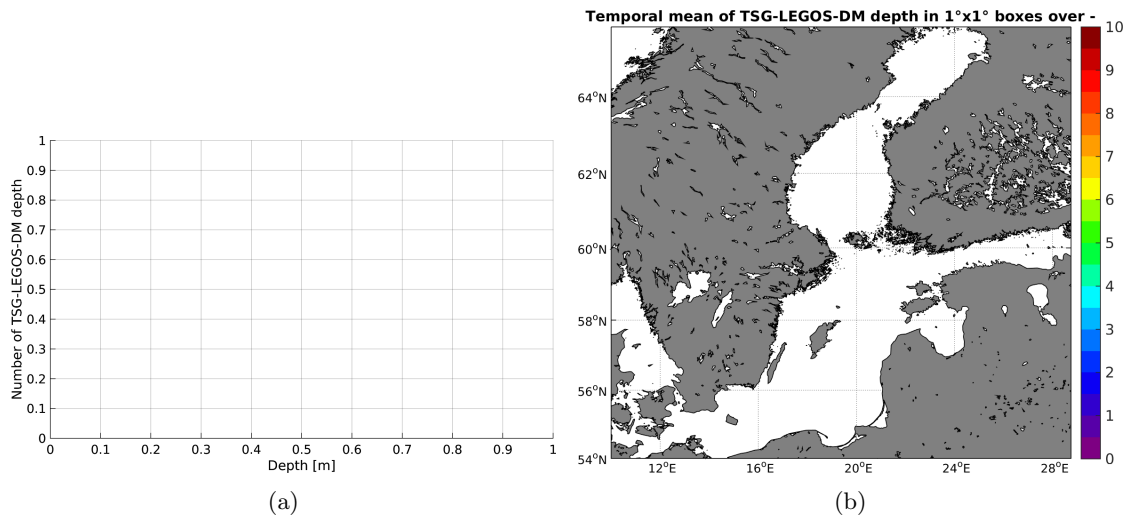 Number of TSG-LEGOS-DM depth
1
0.9
0.8
0.7
0.6
0.5
0.4
0.3
0.2
0.1
0
0 0.1 0.2 0.3 0.4 0.5 0.6 0.7 0.8 0.9 1
Depth [m]
(a)
Temporal mean of TSG-LEGOS-DM depth in 1°x1° boxes over -
64°N
62°N
60°N
58°N
56°N
54°N
12°E 16°E 20°E 24°E 28°E
10
9
8
7
6
5
4
3
2
1
0
(b)